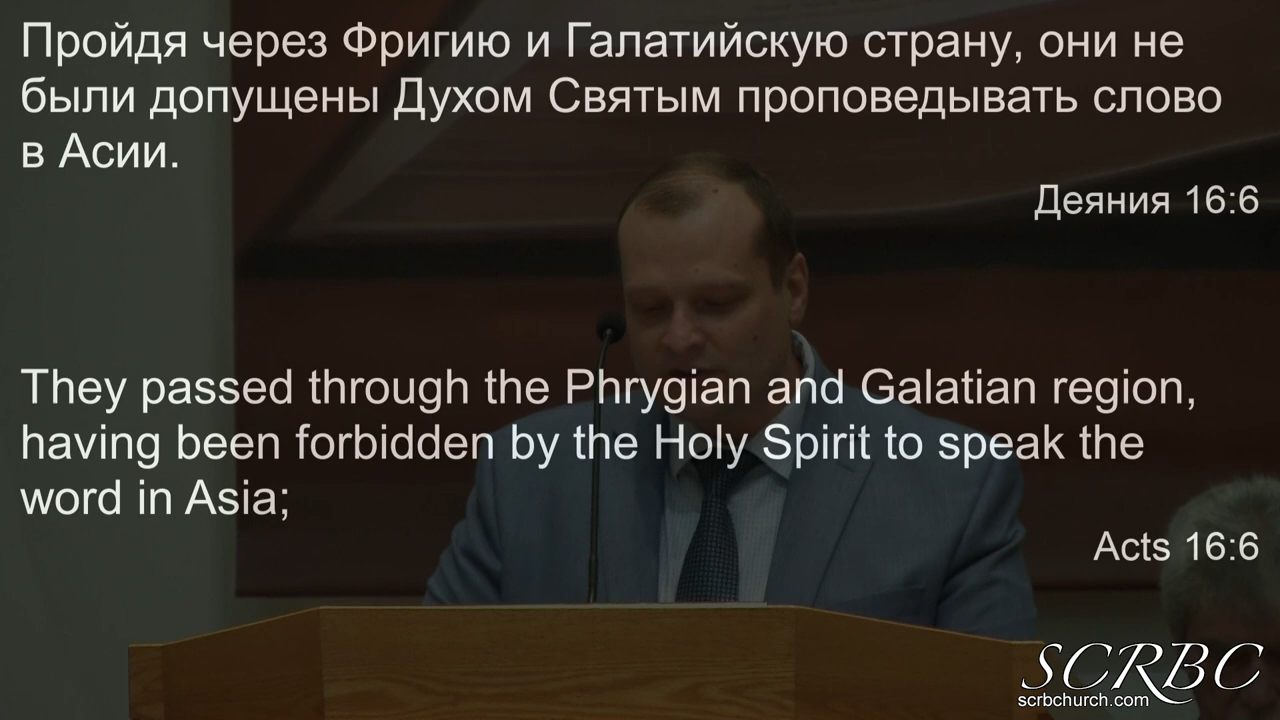 Пройдя через Фригию и Галатийскую страну, они не
были допущены Духом Святым проповедывать слово
в Асии.
Деяния 16:6
They passed through the Phrygian and Galatian region,
having been forbidden by the Holy Spirit to speak the
word in Asia;
Acts 16:6
SCRBC
scrbchurch.com